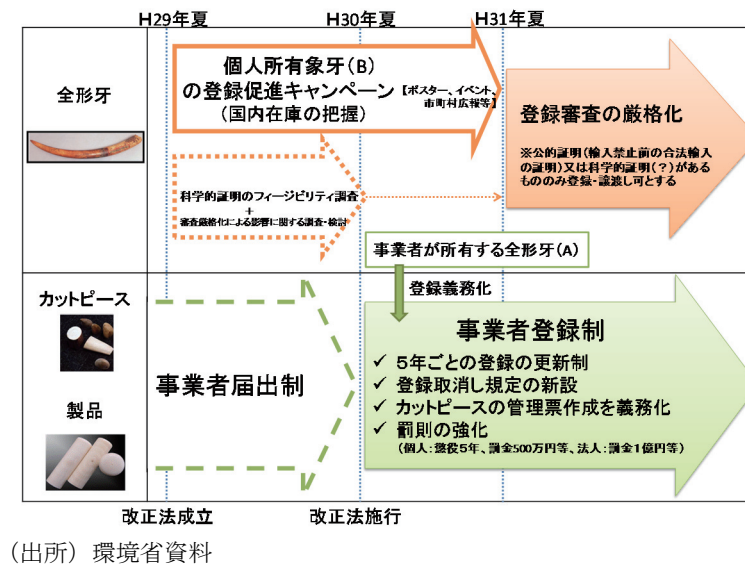 H29年夏
H30年夏
H31年夏
全形牙
個人所有象牙(B)
の登録促進キャンペーン
【ポスター、イベント、
市町村広報等】
(国内在庫の把握)
登録審査の厳格化
※公的証明(輸入禁止前の合法輸入
の証明)又は科学的証明(?)がある
もののみ登録・譲渡し可とする
科学的証明のフィージビリティ調査
+
審査厳格化による影響に関する調査・検討
事業者が所有する全形牙(A)
登録義務化
カットピース
製品
事業者届出制
事業者登録制
✓ 5年ごとの登録の更新制
✓ 登録取消し規定の新設
✓ カットピースの管理票作成を義務化
✓ 罰則の強化
(個人:懲役5年、罰金500万円等、法人:罰金1億円等)
改正法成立
改正法施行
(出所)環境省資料